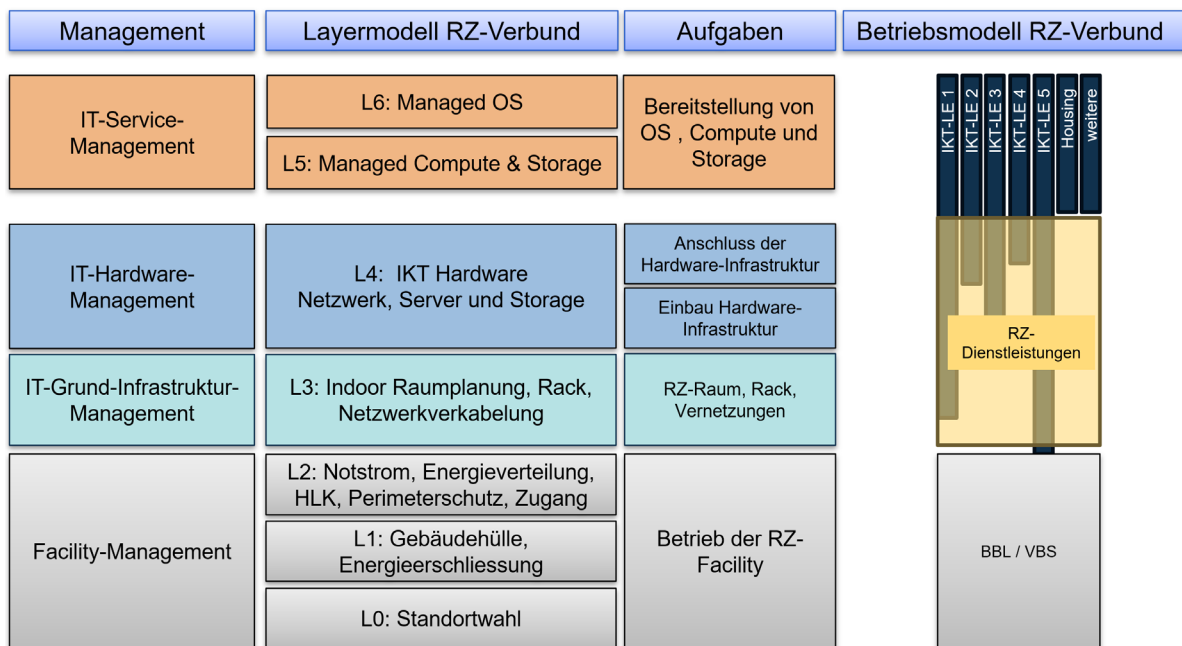 Management
Layermodell RZ-Verbund
Aufgaben
Betriebsmodell RZ-Verbund
IT-Service-
Management
L6: Managed OS
L5: Managed Compute & Storage
Bereitstellung von
OS , Compute und
Storage
IKT-LE 1
IKT-LE 2
IKT-LE 3
IKT-LE 4
IKT-LE 5
Housing
weitere
IT-Hardware-
Management
L4:  IKT Hardware
Netzwerk, Server und Storage
Anschluss der
Hardware-Infrastruktur
Einbau Hardware-
Infrastruktur
RZ-
Dienstleistungen
IT-Grund-Infrastruktur-
Management
L3: Indoor Raumplanung, Rack,
Netzwerkverkabelung
RZ-Raum, Rack,
Vernetzungen
Facility-Management
L2: Notstrom, Energieverteilung,
HLK, Perimeterschutz, Zugang
L1: Gebäudehülle,
Energieerschliessung
L0: Standortwahl
Betrieb der RZ-
Facility
BBL / VBS